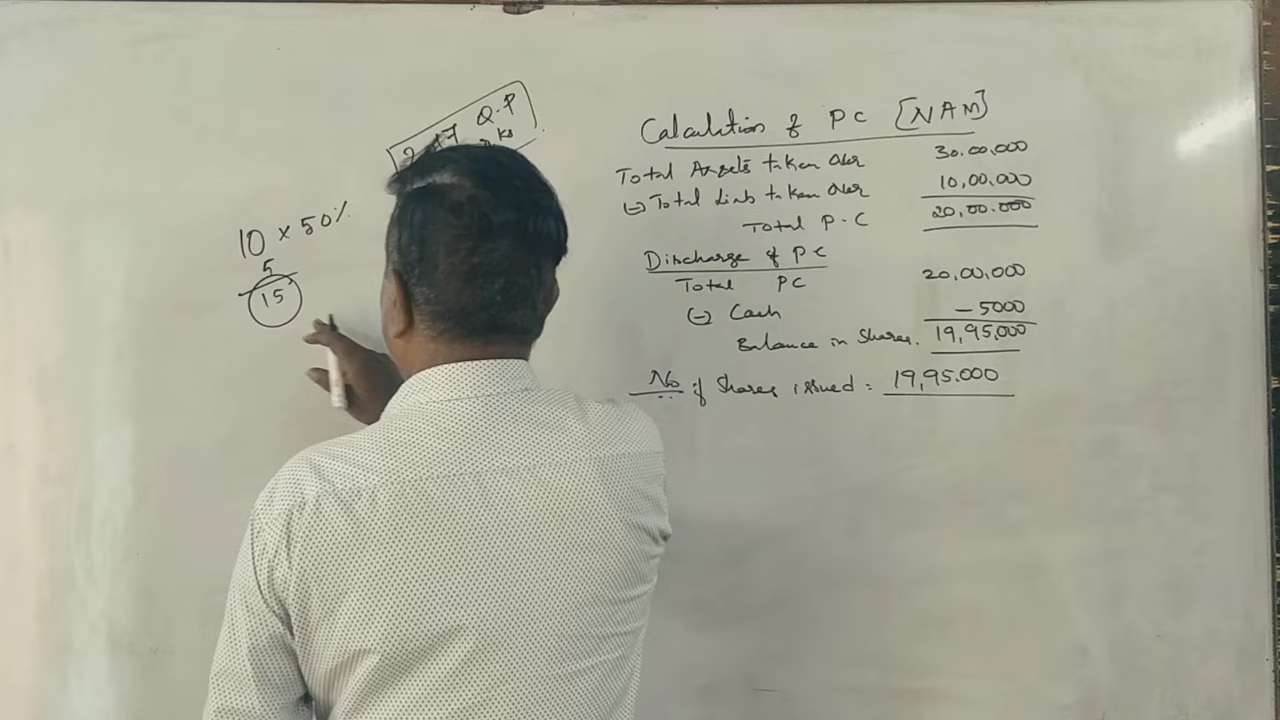 Q.P
10 × 50%
5
15
Calculation of PC [NAM]
Total Assets taken Over 30,00,000
(-) Total Liab taken Over 10,00,000
Total P.C 20,00,000
Discharge of PC
Total PC 20,00,000
(-) Cash - 5000
Balance in Shares. 19,95,000
No of Shares issued = 19,95,000